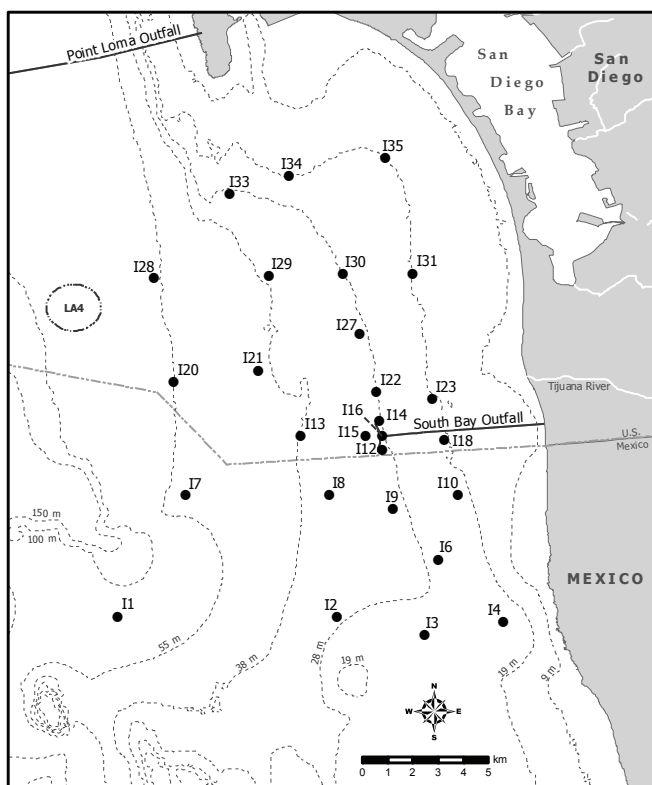 Point Loma Outfall
San
Diego
Bay
San
Diego
I35
I34
I33
I28
I29
I30
I31
LA4
I27
I20
I21
I22
I23
Tijuana River
I16
I14
South Bay Outfall
I13
I15
I18
U.S.
Mexico
I12
I7
I8
I9
I10
150 m
100 m
I6
MEXICO
I1
I2
I3
I4
55 m
38 m
28 m
19 m
19 m
9 m
N
W
E
S
km
0 1 2 3 4 5